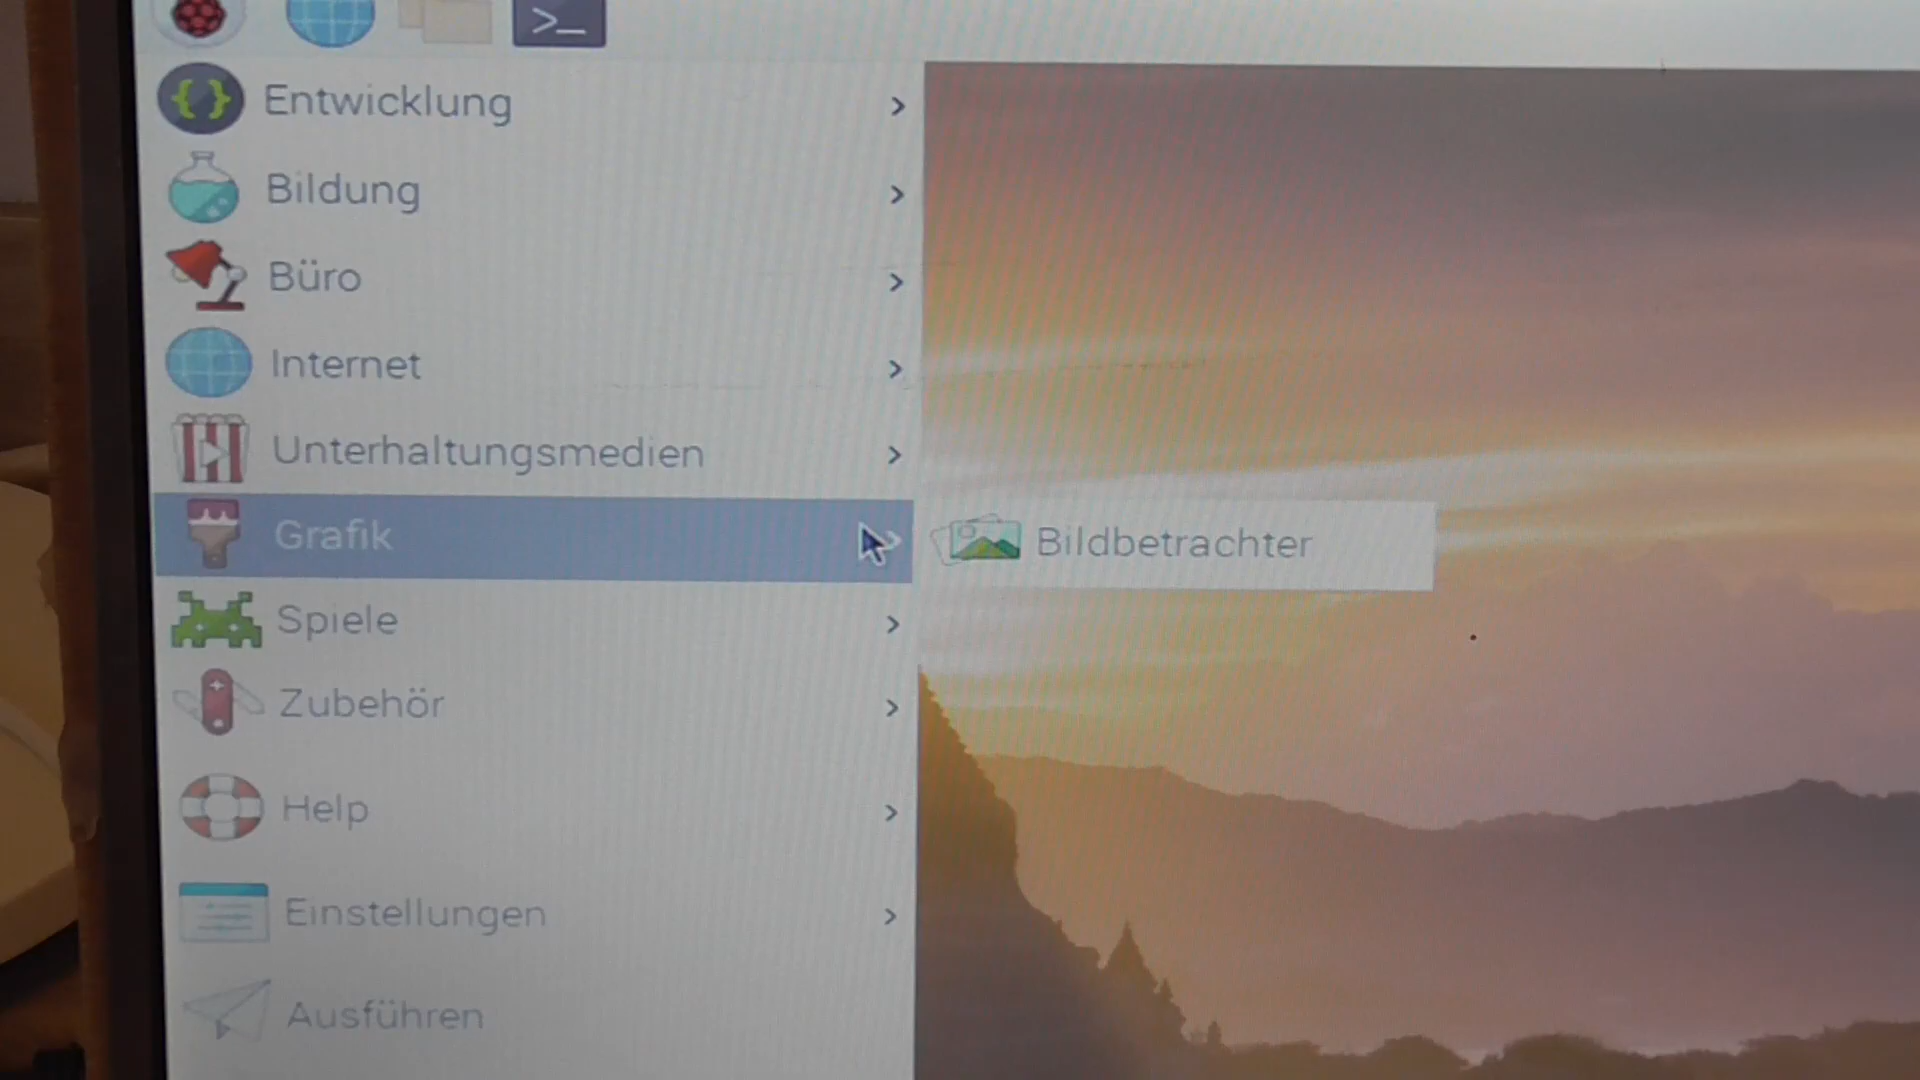 Entwicklung
Bildung
Büro
Internet
Unterhaltungsmedien
Grafik
Bildbetrachter
Spiele
Zubehör
Help
Einstellungen
Ausführen